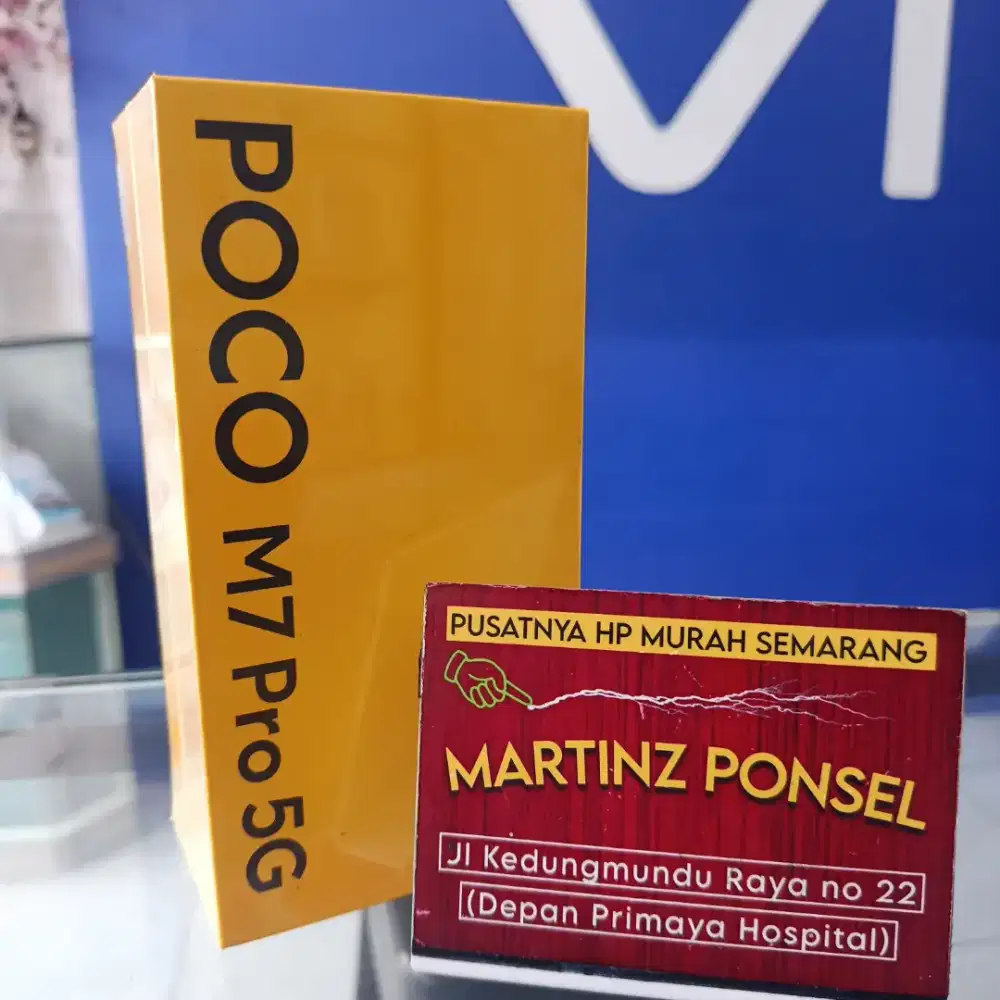 POCO M7 Pro 5G
PUSATNYA HP MURAH SEMARANG
MARTINZ PONSEL
Jl Kedungmundu Raya no 22
(Depan Primaya Hospital)